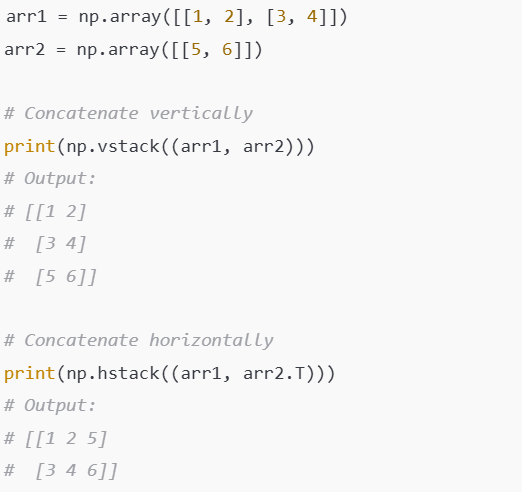 arr1 = np.array([[1, 2], [3, 4]])
arr2 = np.array([[5, 6]])

# Concatenate vertically
print(np.vstack((arr1, arr2)))
# Output:
# [[1 2]
#  [3 4]
#  [5 6]]

# Concatenate horizontally
print(np.hstack((arr1, arr2.T)))
# Output:
# [[1 2 5]
#  [3 4 6]]